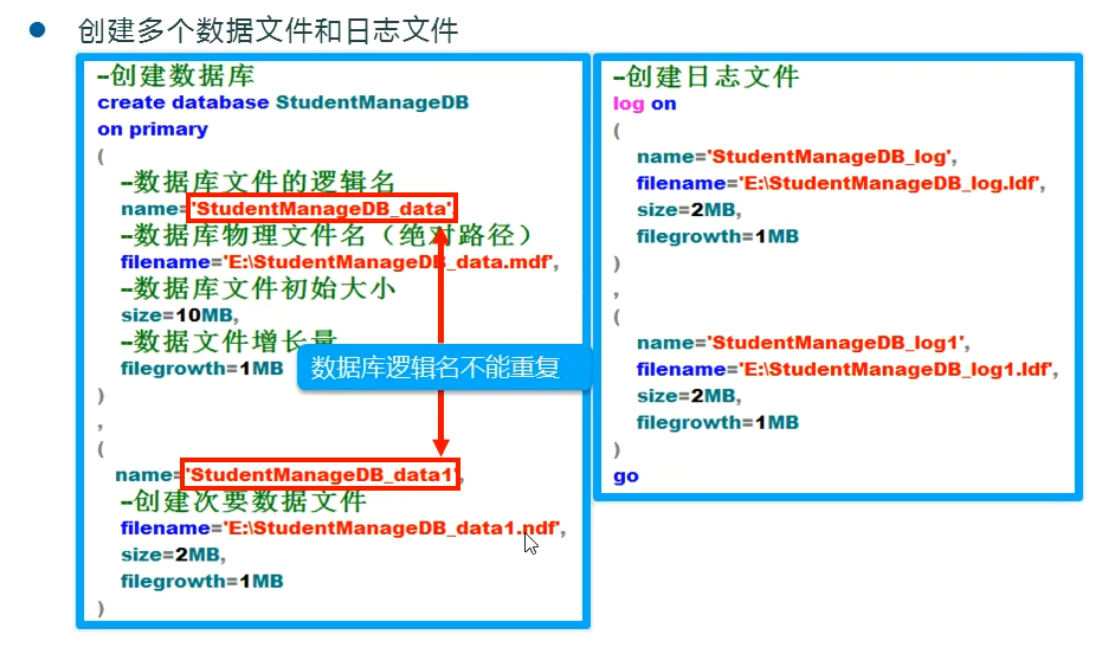 创建多个数据文件和日志文件
-创建数据库
create database StudentManageDB
on primary
(
-数据库文件的逻辑名
name='StudentManageDB_data',
-数据库物理文件名（绝对路径）
filename='E:\StudentManageDB_data.mdf',
-数据库文件初始大小
size=10MB,
-数据文件增长量
filegrowth=1MB
数据库逻辑名不能重复
)
,
(
name='StudentManageDB_data1',
-创建次要数据文件
filename='E:\StudentManageDB_data1.ndf',
size=2MB,
filegrowth=1MB
)
-创建日志文件
log on
(
name='StudentManageDB_log',
filename='E:\StudentManageDB_log.ldf',
size=2MB,
filegrowth=1MB
)
,
(
name='StudentManageDB_log1',
filename='E:\StudentManageDB_log1.ldf',
size=2MB,
filegrowth=1MB
)
go